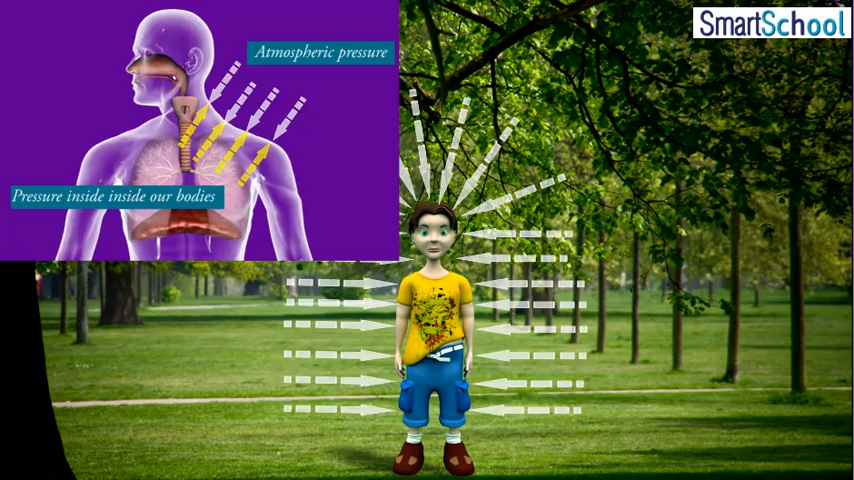 SmartSchool
Atmospheric pressure
Pressure inside inside our bodies